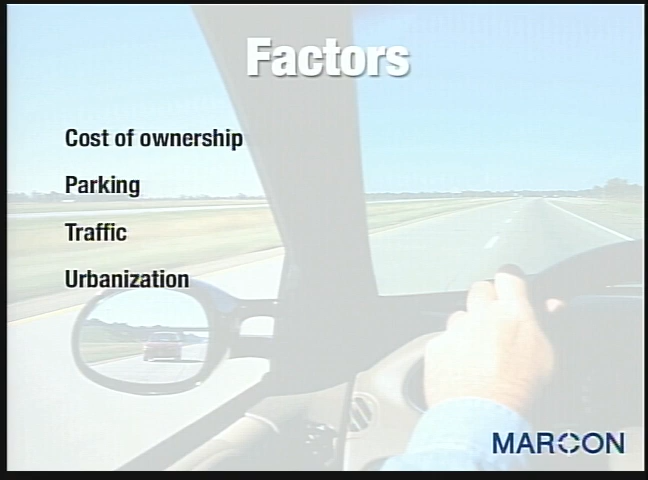 Factors
Cost of ownership
Parking
Traffic
Urbanization
MARCON